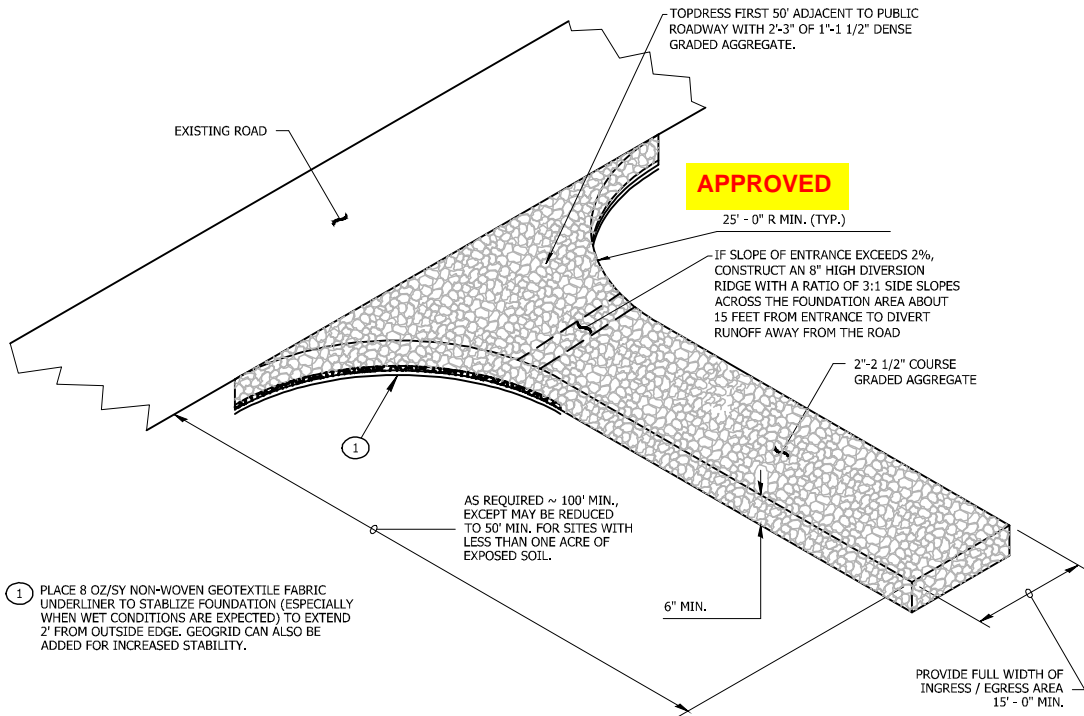 TOPDRESS FIRST 50' ADJACENT TO PUBLIC
ROADWAY WITH 2'-3" OF 1"-1 1/2" DENSE
GRADED AGGREGATE.
EXISTING ROAD
APPROVED
25' - 0" R MIN. (TYP.)
IF SLOPE OF ENTRANCE EXCEEDS 2%,
CONSTRUCT AN 8" HIGH DIVERSION
RIDGE WITH A RATIO OF 3:1 SIDE SLOPES
ACROSS THE FOUNDATION AREA ABOUT
15 FEET FROM ENTRANCE TO DIVERT
RUNOFF AWAY FROM THE ROAD
2"-2 1/2" COURSE
GRADED AGGREGATE
1
AS REQUIRED ~ 100' MIN.,
EXCEPT MAY BE REDUCED
TO 50' MIN. FOR SITES WITH
LESS THAN ONE ACRE OF
EXPOSED SOIL.
1 PLACE 8 OZ/SY NON-WOVEN GEOTEXTILE FABRIC
UNDERLINER TO STABLIZE FOUNDATION (ESPECIALLY
WHEN WET CONDITIONS ARE EXPECTED) TO EXTEND
2' FROM OUTSIDE EDGE. GEOGRID CAN ALSO BE
ADDED FOR INCREASED STABILITY.
6" MIN.
PROVIDE FULL WIDTH OF
INGRESS / EGRESS AREA
15' - 0" MIN.